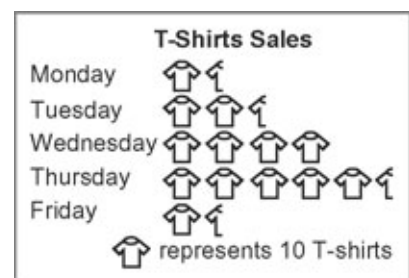 T-Shirts Sales
Monday
Tuesday
Wednesday
Thursday
Friday
represents 10 T-shirts